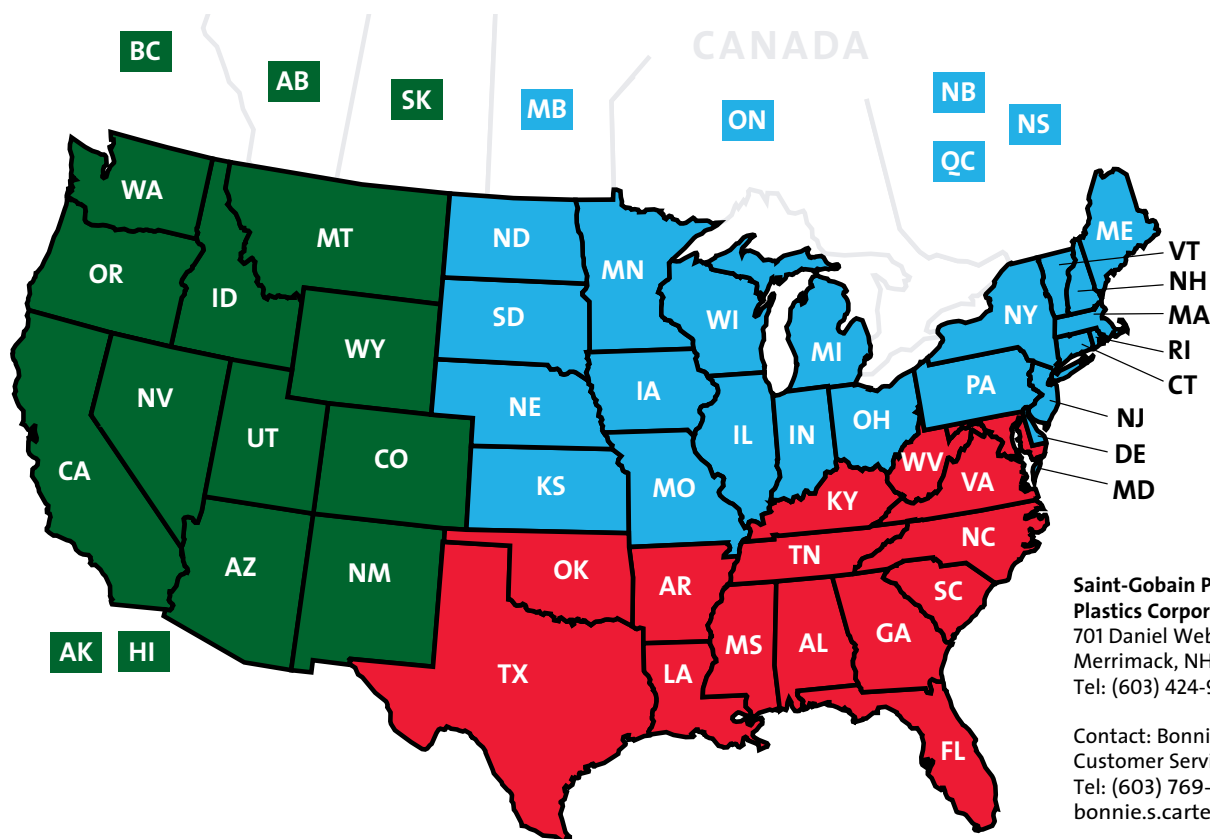 CANADA
BC
AB
SK
MB
ON
NB
NS
QC
WA
MT
ND
MN
ME
VT
OR
ID
SD
WI
NY
NH
MA
WY
MI
RI
NV
NE
IA
PA
CT
UT
CO
IL
IN
OH
NJ
CA
KS
MO
WV
VA
DE
KY
MD
AZ
NM
OK
AR
TN
NC
SC
AK
HI
TX
LA
MS
AL
GA
FL
Saint-Gobain P
Plastics Corpor
701 Daniel Web
Merrimack, NH
Tel: (603) 424-9
Contact: Bonni
Customer Servi
Tel: (603) 769-
bonnie.s.carte